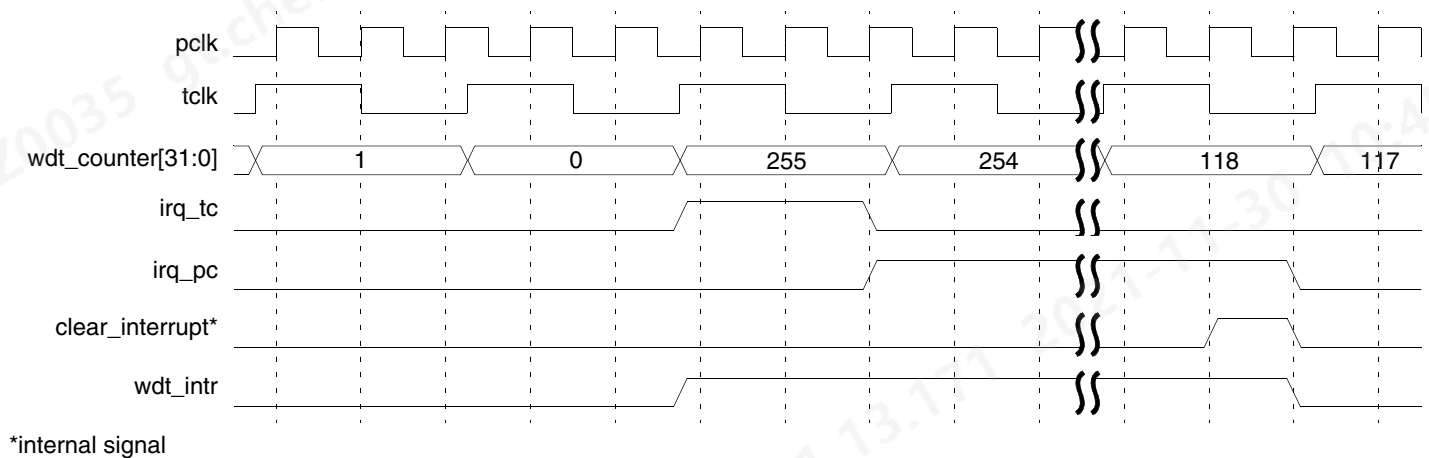 pclk
tclk
wdt_counter[31:0] 1 0 255 254 118 117
irq_tc
irq_pc
clear_interrupt*
wdt_intr
*internal signal